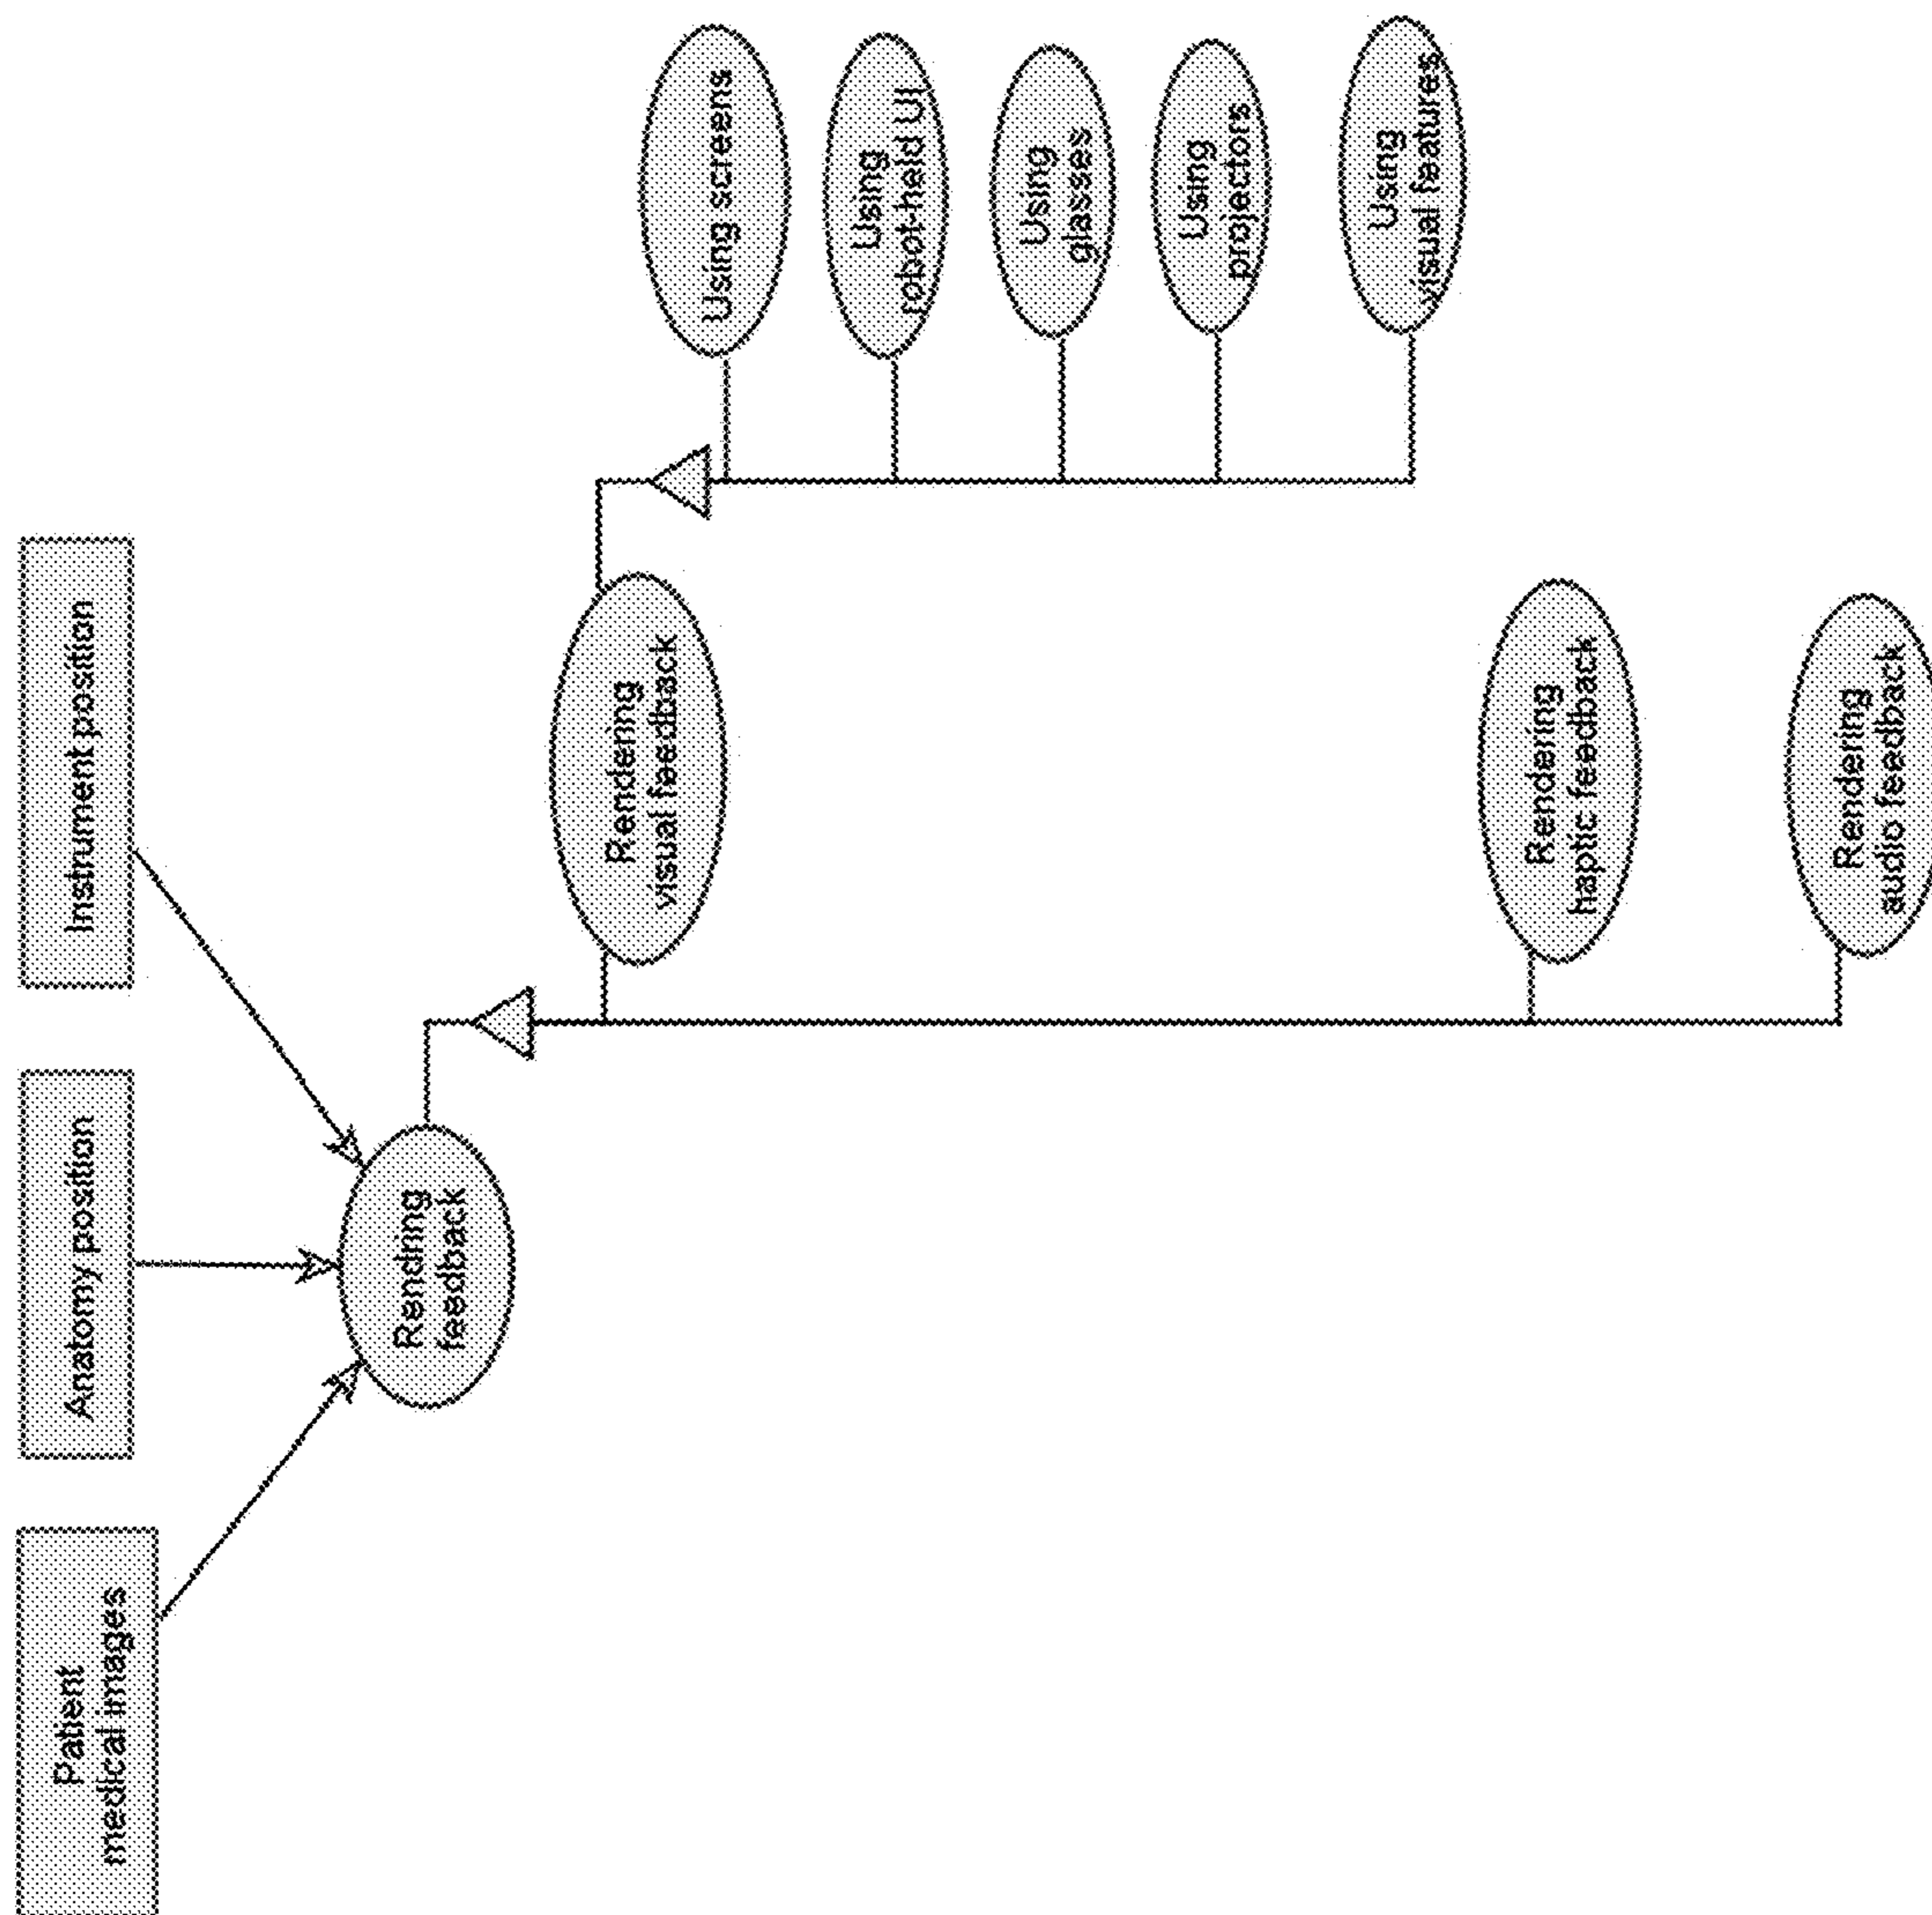 Patient
medical images
Anatomy position
Instrument position
Rendring
feedback
Rendering
visual feedback
Using screens
Using
robot-held UI
Using
glasses
Using
projectors
Using
visual features
Rendering
haptic feedback
Rendering
audio feedback